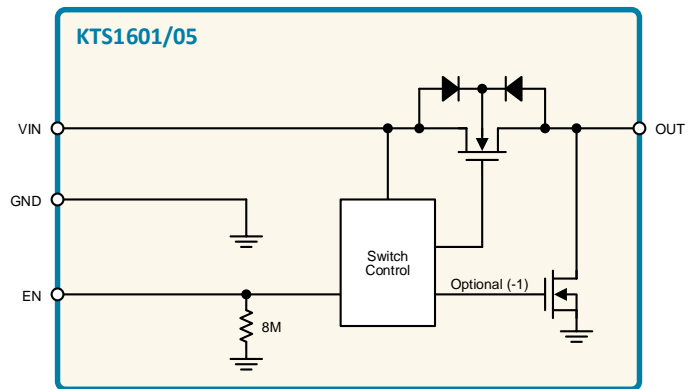 KTS1601/05
VIN
OUT
GND
Switch
Control
Optional (-1)
EN
8M